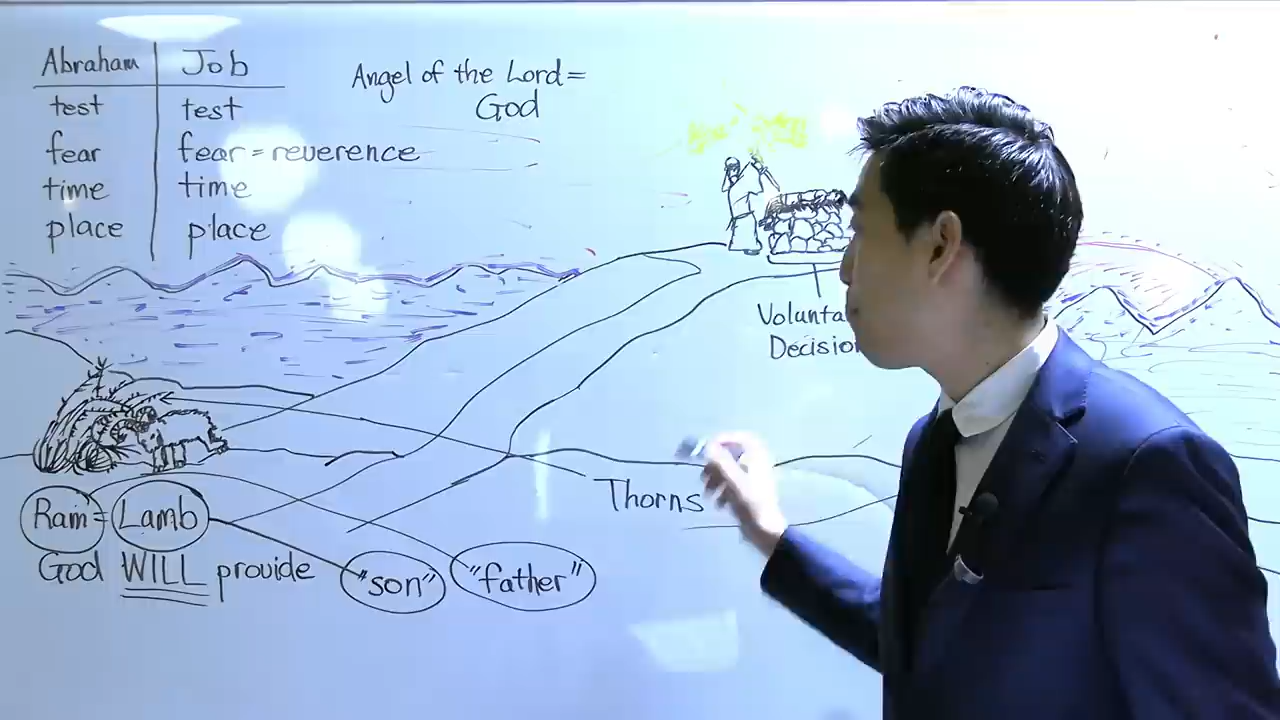 Abraham Job
test test
fear fear = reverence
time time
place place
Angel of the Lord =
God
Thorns
Ram = Lamb
God WILL provide
"son" "father"